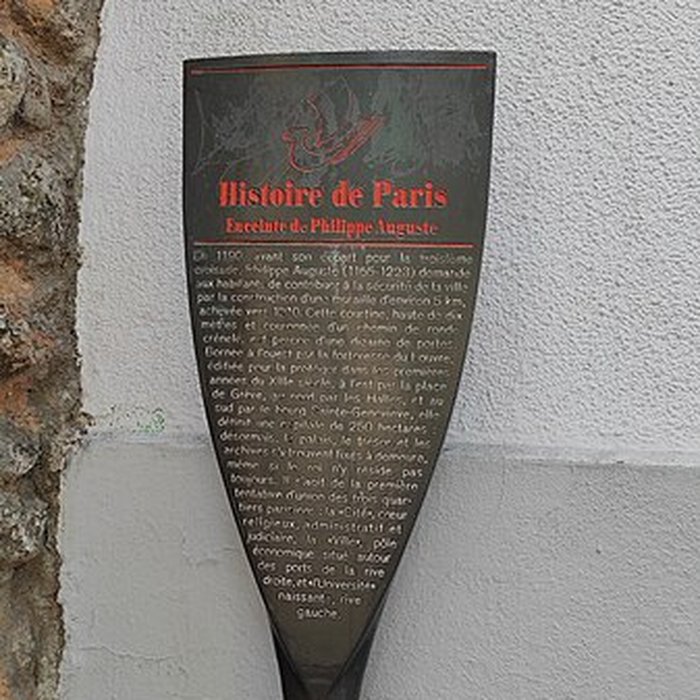 Histoire de Paris
Enceinte de Philippe Auguste
En 1190, avant son départ pour la troisième
croisade, Philippe Auguste (1165-1223) demande
aux habitants de contribuer à la sécurité de la ville
par la construction d'une muraille d'environ 5 km,
achevée vers 1210. Cette courtine, haute de dix
mètres et couronnée d'un chemin de ronde
crénelé, est percée d'une dizaine de portes.
Bornée à l'ouest par la forteresse du Louvre,
édifiée pour la protéger dans les premières
années du XIIIe siècle, à l'est par la place
de Grève, au nord par les Halles, et au
sud par le bourg Sainte-Geneviève, elle
définit une capitale de 250 hectares
désormais, le palais, le trésor et les
archives s'y trouvent fixés à demeure
même si le roi n'y réside pas
toujours. Il s'agit de la première
tentative d'union des trois quar-
tiers parisiens : la «Cité», cœur
religieux, administratif et
judiciaire, la «Ville», pôle
économique situé autour
des ports de la rive
droite, et «l'Université»
naissante, rive
gauche.